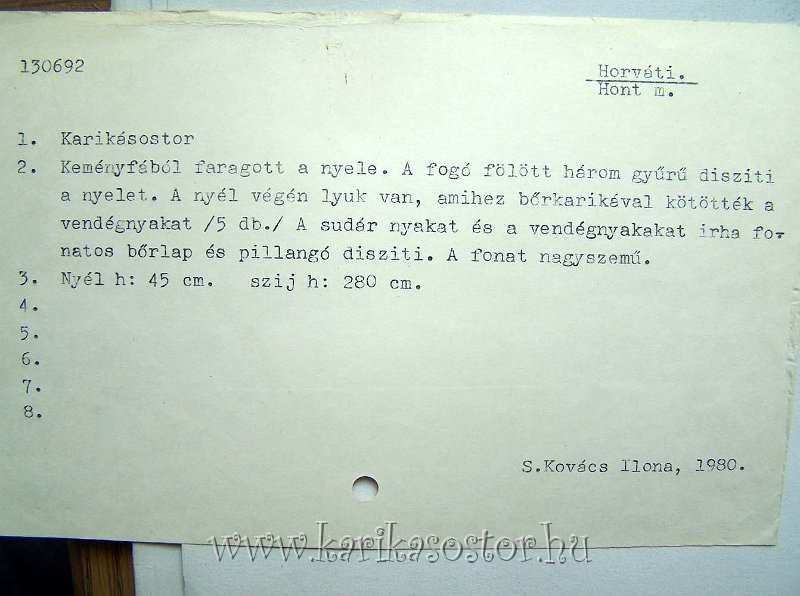 130692
Horváti.
Hont m.
1. Karikásostor
2. Keményfából faragott a nyele. A fogó fölött három gyűrű disziti
a nyelet. A nyél végén lyuk van, amihez bőrkarikával kötötték a
vendégnyakat /5 db./ A sudár nyakat és a vendégnyakakat irha fo-
natos bőrlap és pillangó disziti. A fonat nagyszemű.
3. Nyél h: 45 cm. szij h: 280 cm.
4.
5.
6.
7.
8.
S.Kovács Ilona, 1980.
www.karikasostor.hu